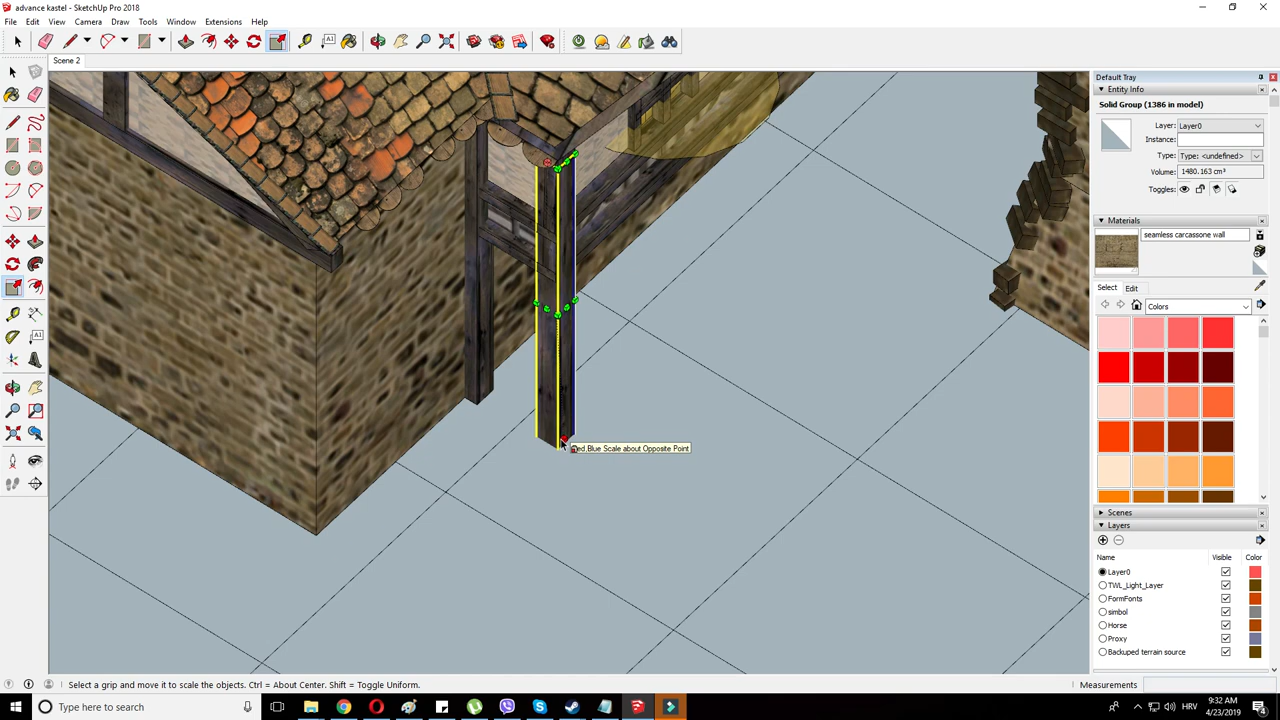 advance kastel - SketchUp Pro 2018
File Edit View Camera Draw Tools Window Extensions Help
Scene 2
Default Tray
Entity Info
Solid Group (1386 in model)
Layer: Layer0
Instance:
Type: Type: <undefined>
Volume: 1480.163 cm³
Toggles:
Materials
seamless carcassone wall
Select Edit
Colors
Red,Blue Scale about Opposite Point
Scenes
Layers
Name Visible Color
Layer0
TWL_Light_Layer
FormFonts
simbol
Horse
Proxy
Backuped terrain source
Select a grip and move it to scale the objects. Ctrl = About Center. Shift = Toggle Uniform.
Measurements
Type here to search
HRV
9:32 AM
4/23/2019